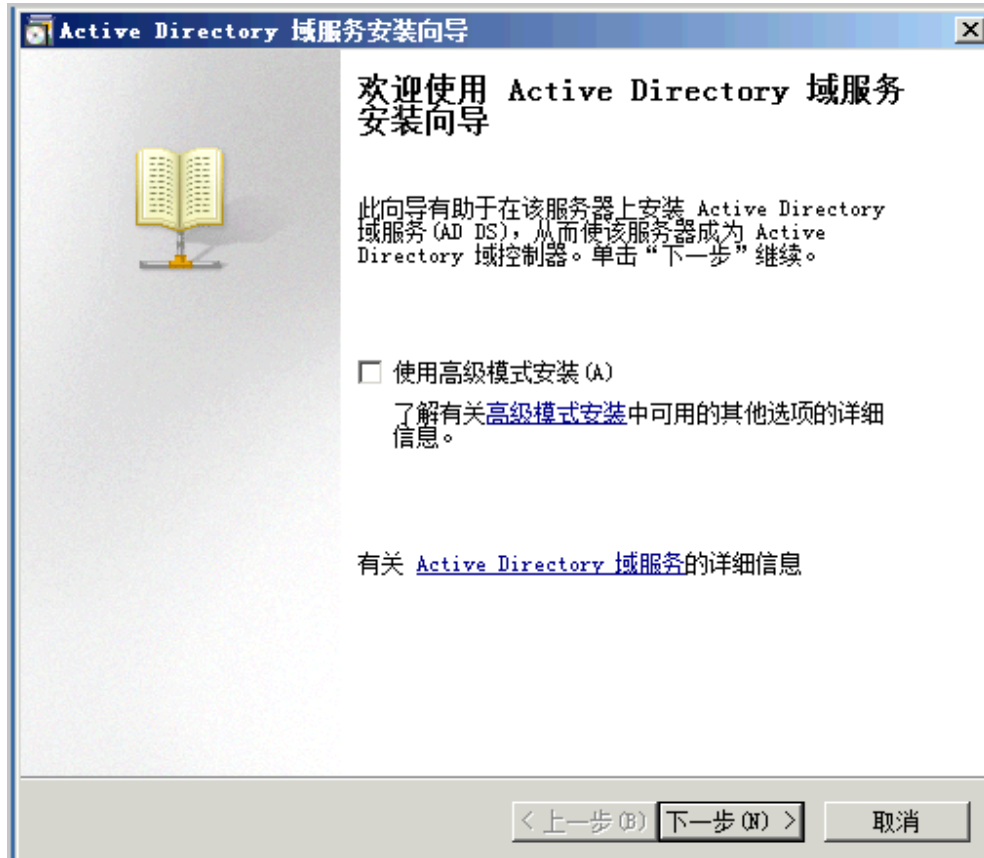 Active Directory 域服务安装向导
欢迎使用 Active Directory 域服务
安装向导
此向导有助于在该服务器上安装 Active Directory
域服务(AD DS)，从而使该服务器成为 Active
Directory 域控制器。单击“下一步”继续。
使用高级模式安装(A)
了解有关高级模式安装中可用的其他选项的详细
信息。
有关 Active Directory 域服务的详细信息
< 上一步(B) 下一步(N) > 取消